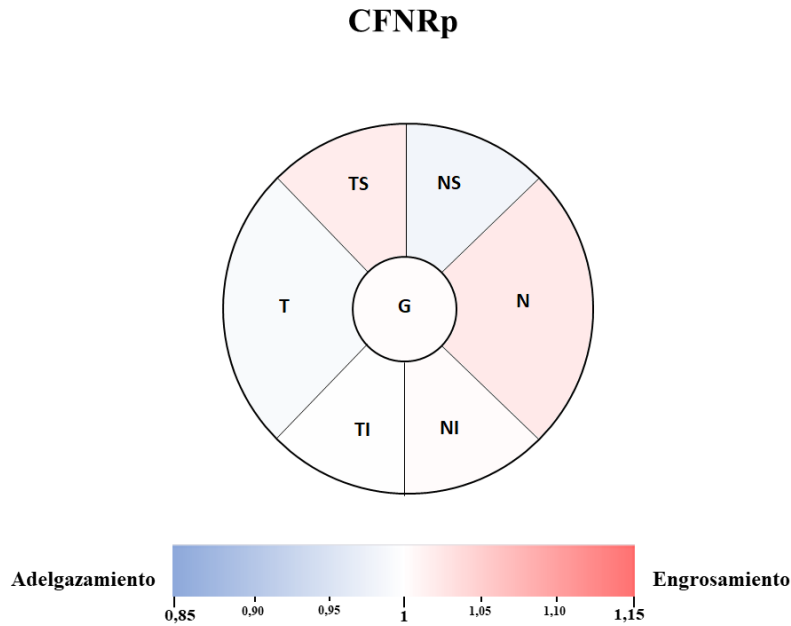 CFNRp
TS NS
T G N
TI NI
Adelgazamiento Engrosamiento
0,85 0,90 0,95 1 1,05 1,10 1,15